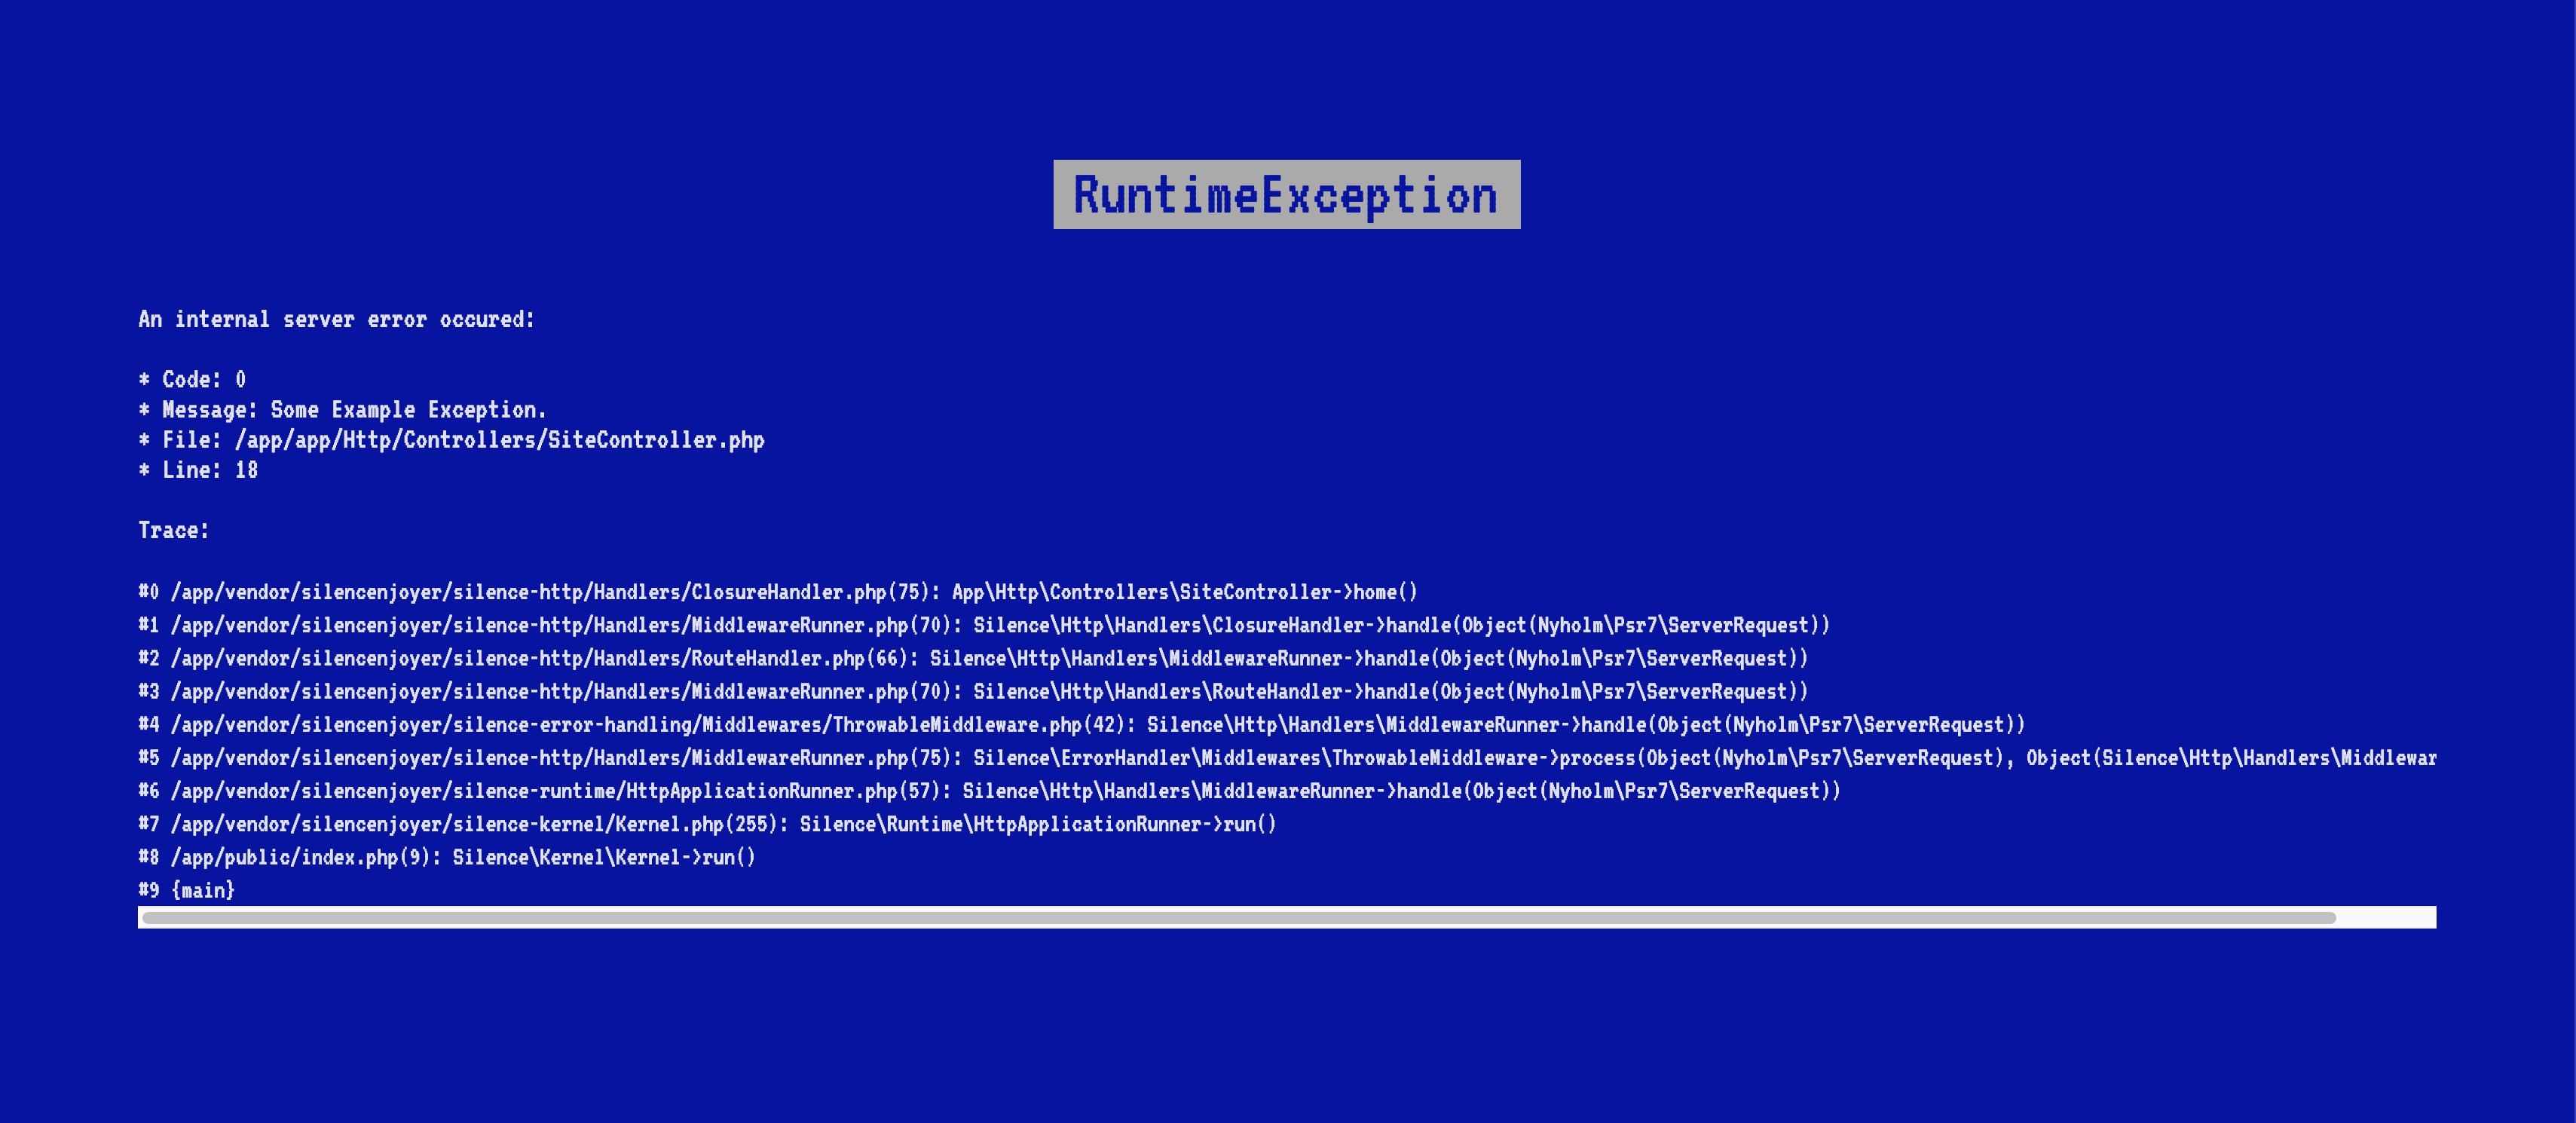 RuntimeException
An internal server error occured:
* Code: 0
* Message: Some Example Exception.
* File: /app/app/Http/Controllers/SiteController.php
* Line: 18
Trace:
#0 /app/vendor/silencenjoyer/silence-http/Handlers/ClosureHandler.php(75): App\Http\Controllers\SiteController->home()
#1 /app/vendor/silencenjoyer/silence-http/Handlers/MiddlewareRunner.php(70): Silence\Http\Handlers\ClosureHandler->handle(Object(Nyholm\Psr7\ServerRequest))
#2 /app/vendor/silencenjoyer/silence-http/Handlers/RouteHandler.php(66): Silence\Http\Handlers\MiddlewareRunner->handle(Object(Nyholm\Psr7\ServerRequest))
#3 /app/vendor/silencenjoyer/silence-http/Handlers/MiddlewareRunner.php(70): Silence\Http\Handlers\RouteHandler->handle(Object(Nyholm\Psr7\ServerRequest))
#4 /app/vendor/silencenjoyer/silence-error-handling/Middlewares/ThrowableMiddleware.php(42): Silence\Http\Handlers\MiddlewareRunner->handle(Object(Nyholm\Psr7\ServerRequest))
#5 /app/vendor/silencenjoyer/silence-http/Handlers/MiddlewareRunner.php(75): Silence\ErrorHandler\Middlewares\ThrowableMiddleware->process(Object(Nyholm\Psr7\ServerRequest), Object(Silence\Http\Handlers\Middlewar
#6 /app/vendor/silencenjoyer/silence-runtime/HttpApplicationRunner.php(57): Silence\Http\Handlers\MiddlewareRunner->handle(Object(Nyholm\Psr7\ServerRequest))
#7 /app/vendor/silencenjoyer/silence-kernel/Kernel.php(255): Silence\Runtime\HttpApplicationRunner->run()
#8 /app/public/index.php(9): Silence\Kernel\Kernel->run()
#9 {main}